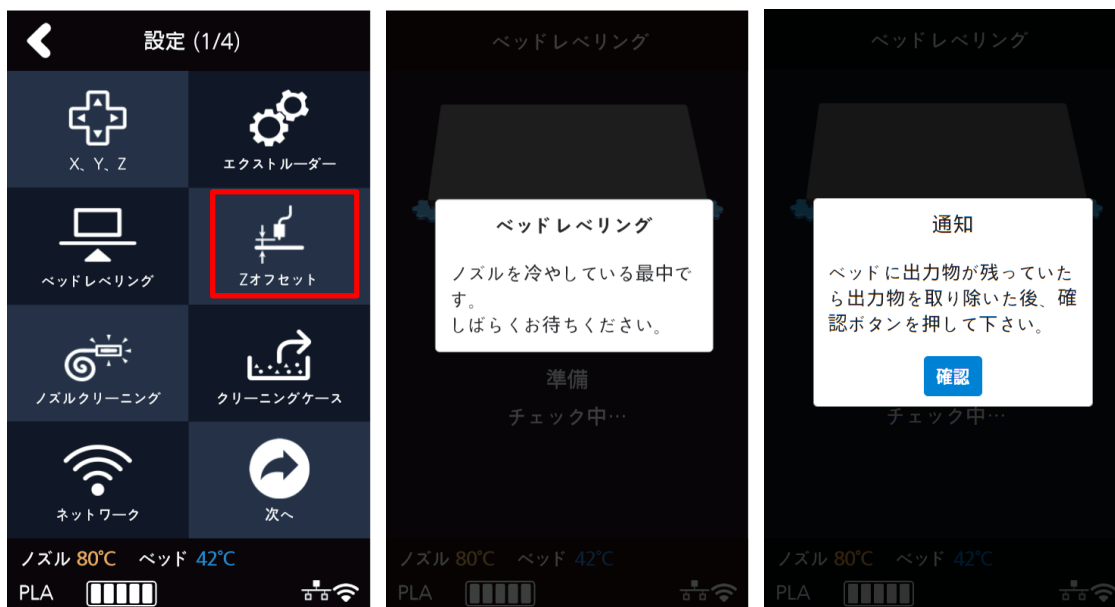 設定 (1/4)
X、Y、Z
エクストルーダー
ベッドレベリング
Zオフセット
ノズルクリーニング
クリーニングケース
ネットワーク
次へ
ノズル 80℃ ベッド 42℃
PLA
ベッドレベリング
ベッドレベリング
ノズルを冷やしている最中で
す。
しばらくお待ちください。
準備
チェック中…
ノズル 80℃ ベッド 42℃
PLA
ベッドレベリング
通知
ベッドに出力物が残っていた
ら出力物を取り除いた後、確
認ボタンを押して下さい。
確認
チェック中…
ノズル 80℃ ベッド 42℃
PLA